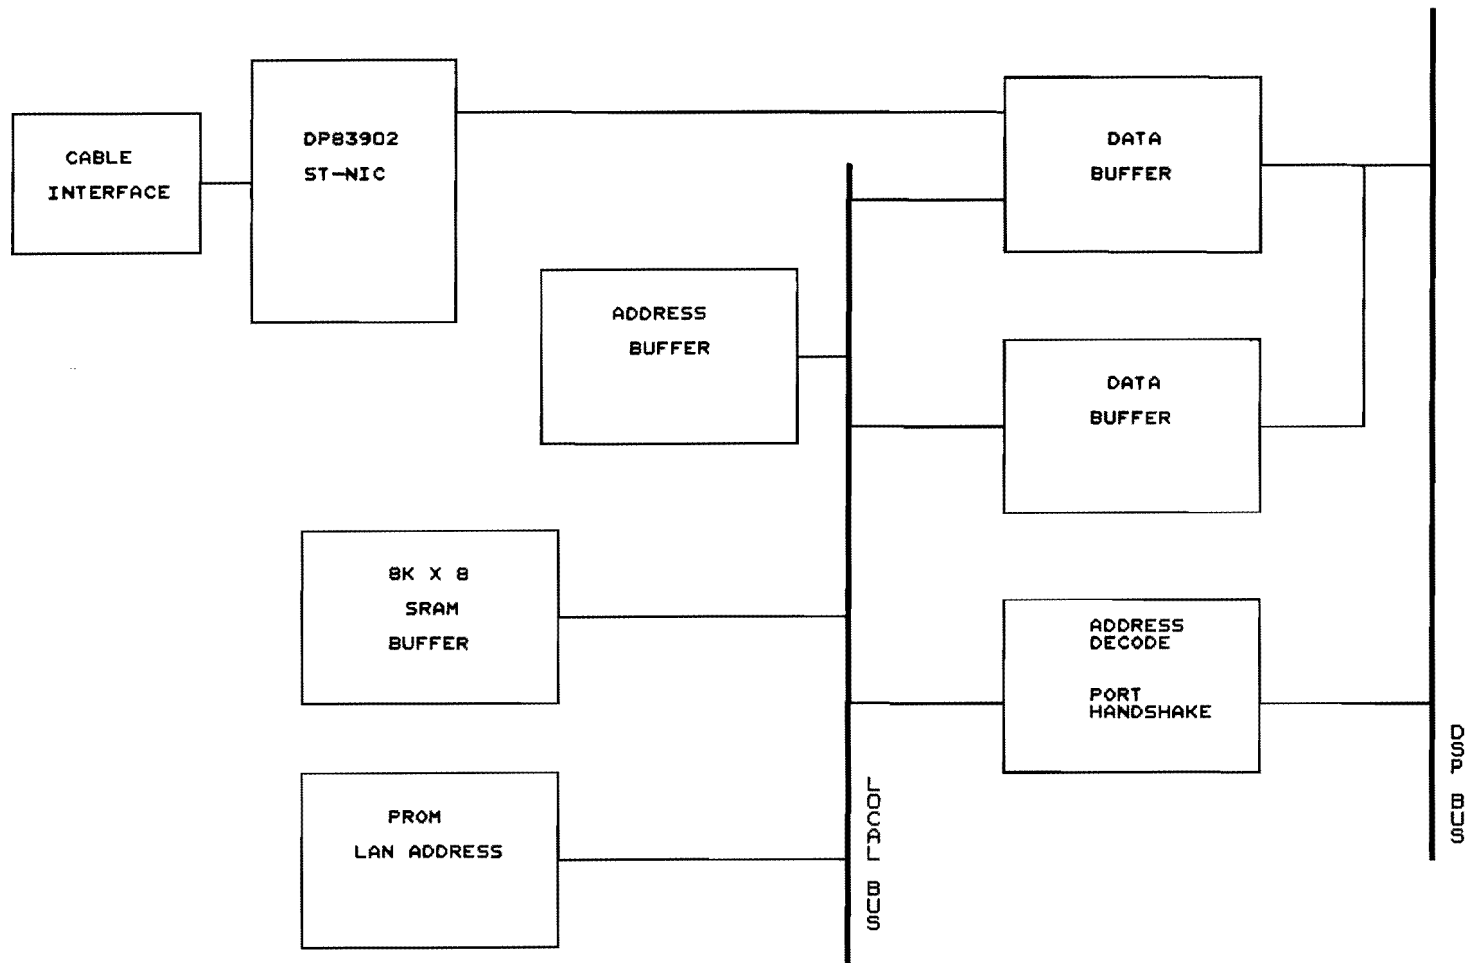 CABLE
INTERFACE
DP83902
ST-NIC
DATA
BUFFER
ADDRESS
BUFFER
DATA
BUFFER
8K X 8
SRAM
BUFFER
ADDRESS
DECODE
PORT
HANDSHAKE
PROM
LAN ADDRESS
LOCAL BUS
DSP BUS